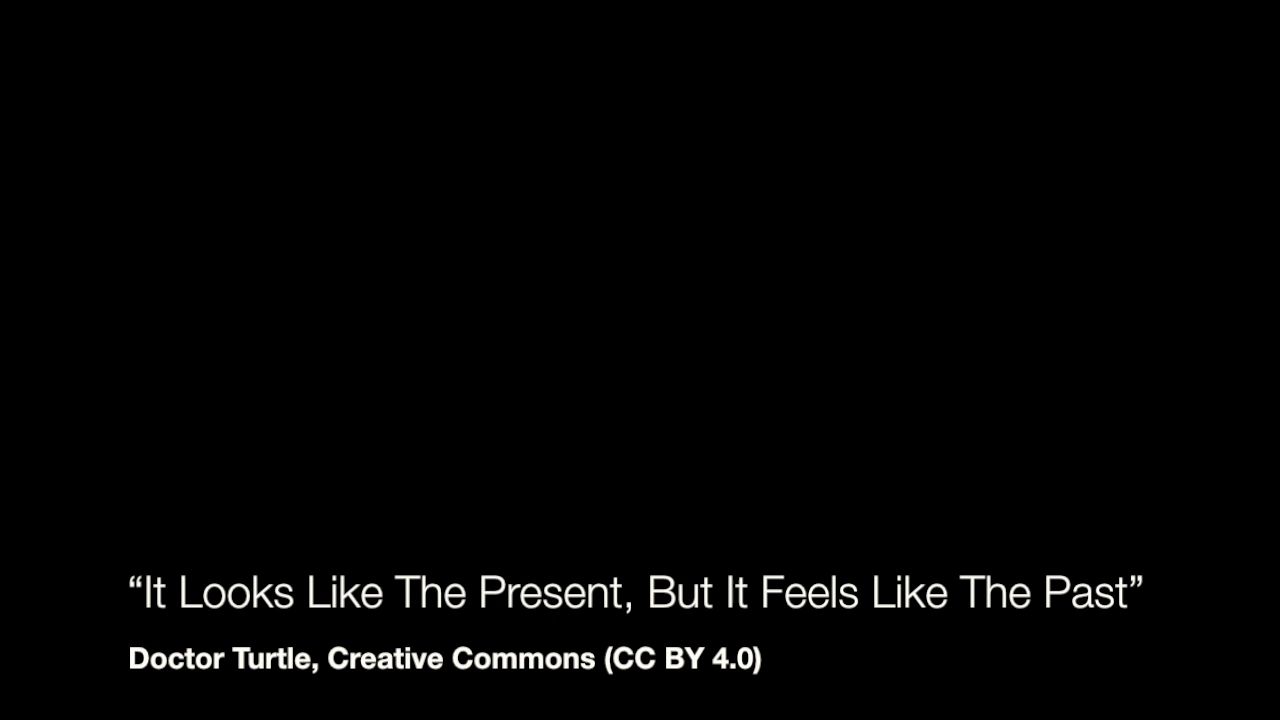 “It Looks Like The Present, But It Feels Like The Past”
Doctor Turtle, Creative Commons (CC BY 4.0)